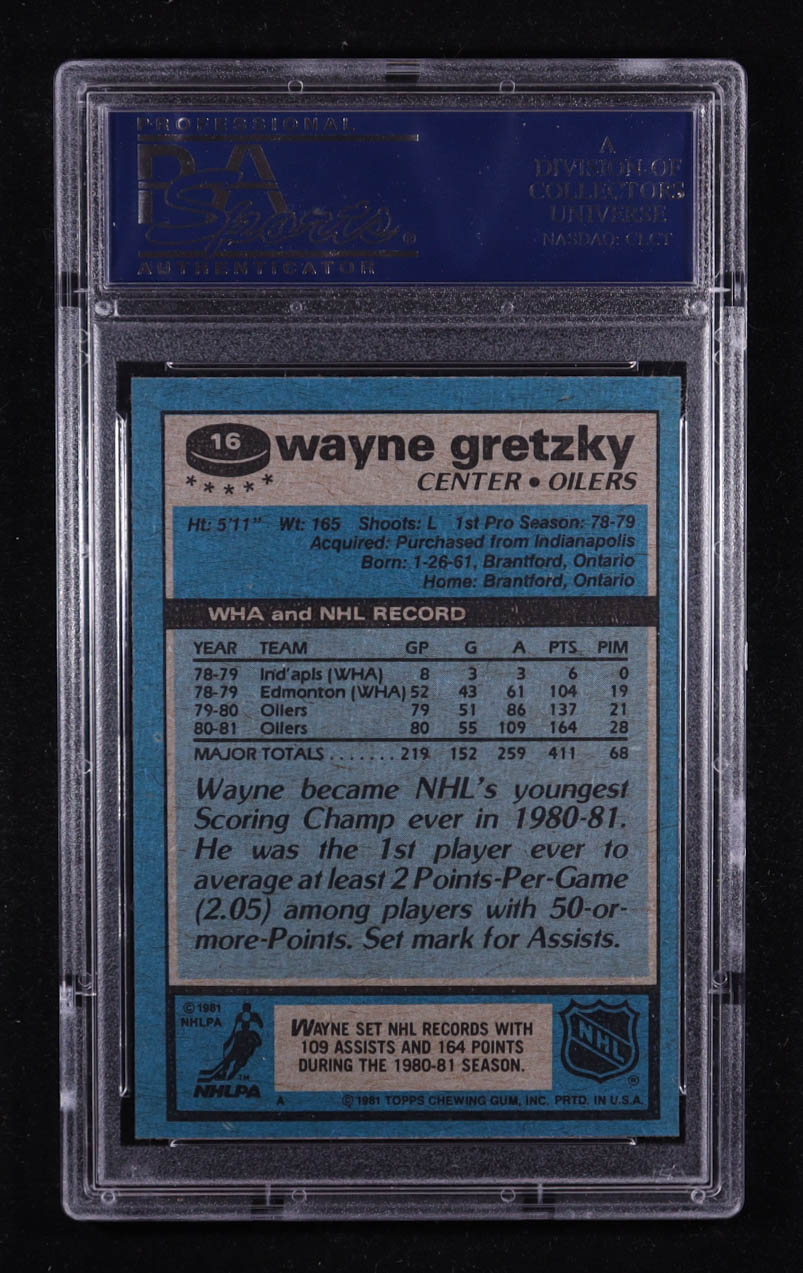 PROFESSIONAL
PSA
Sports®
AUTHENTICATOR
A
DIVISION OF
COLLECTORS
UNIVERSE
NASDAQ: CLCT
16
wayne gretzky
CENTER • OILERS
Ht: 5'11" Wt: 165 Shoots: L 1st Pro Season: 78-79
Acquired: Purchased from Indianapolis
Born: 1-26-61, Brantford, Ontario
Home: Brantford, Ontario
WHA and NHL RECORD
YEAR TEAM GP G A PTS. PIM
78-79 Ind'apls (WHA) 8 3 3 6 0
78-79 Edmonton (WHA) 52 43 61 104 19
79-80 Oilers 79 51 86 137 21
80-81 Oilers 80 55 109 164 28
MAJOR TOTALS ....... 219 152 259 411 68
Wayne became NHL's youngest
Scoring Champ ever in 1980-81.
He was the 1st player ever to
average at least 2 Points-Per-Game
(2.05) among players with 50-or-
more-Points. Set mark for Assists.
© 1981
NHLPA
TM
NHLPA
WAYNE SET NHL RECORDS WITH
109 ASSISTS AND 164 POINTS
DURING THE 1980-81 SEASON.
NHL
®
A © 1981 TOPPS CHEWING GUM, INC. PRTD. IN U.S.A.